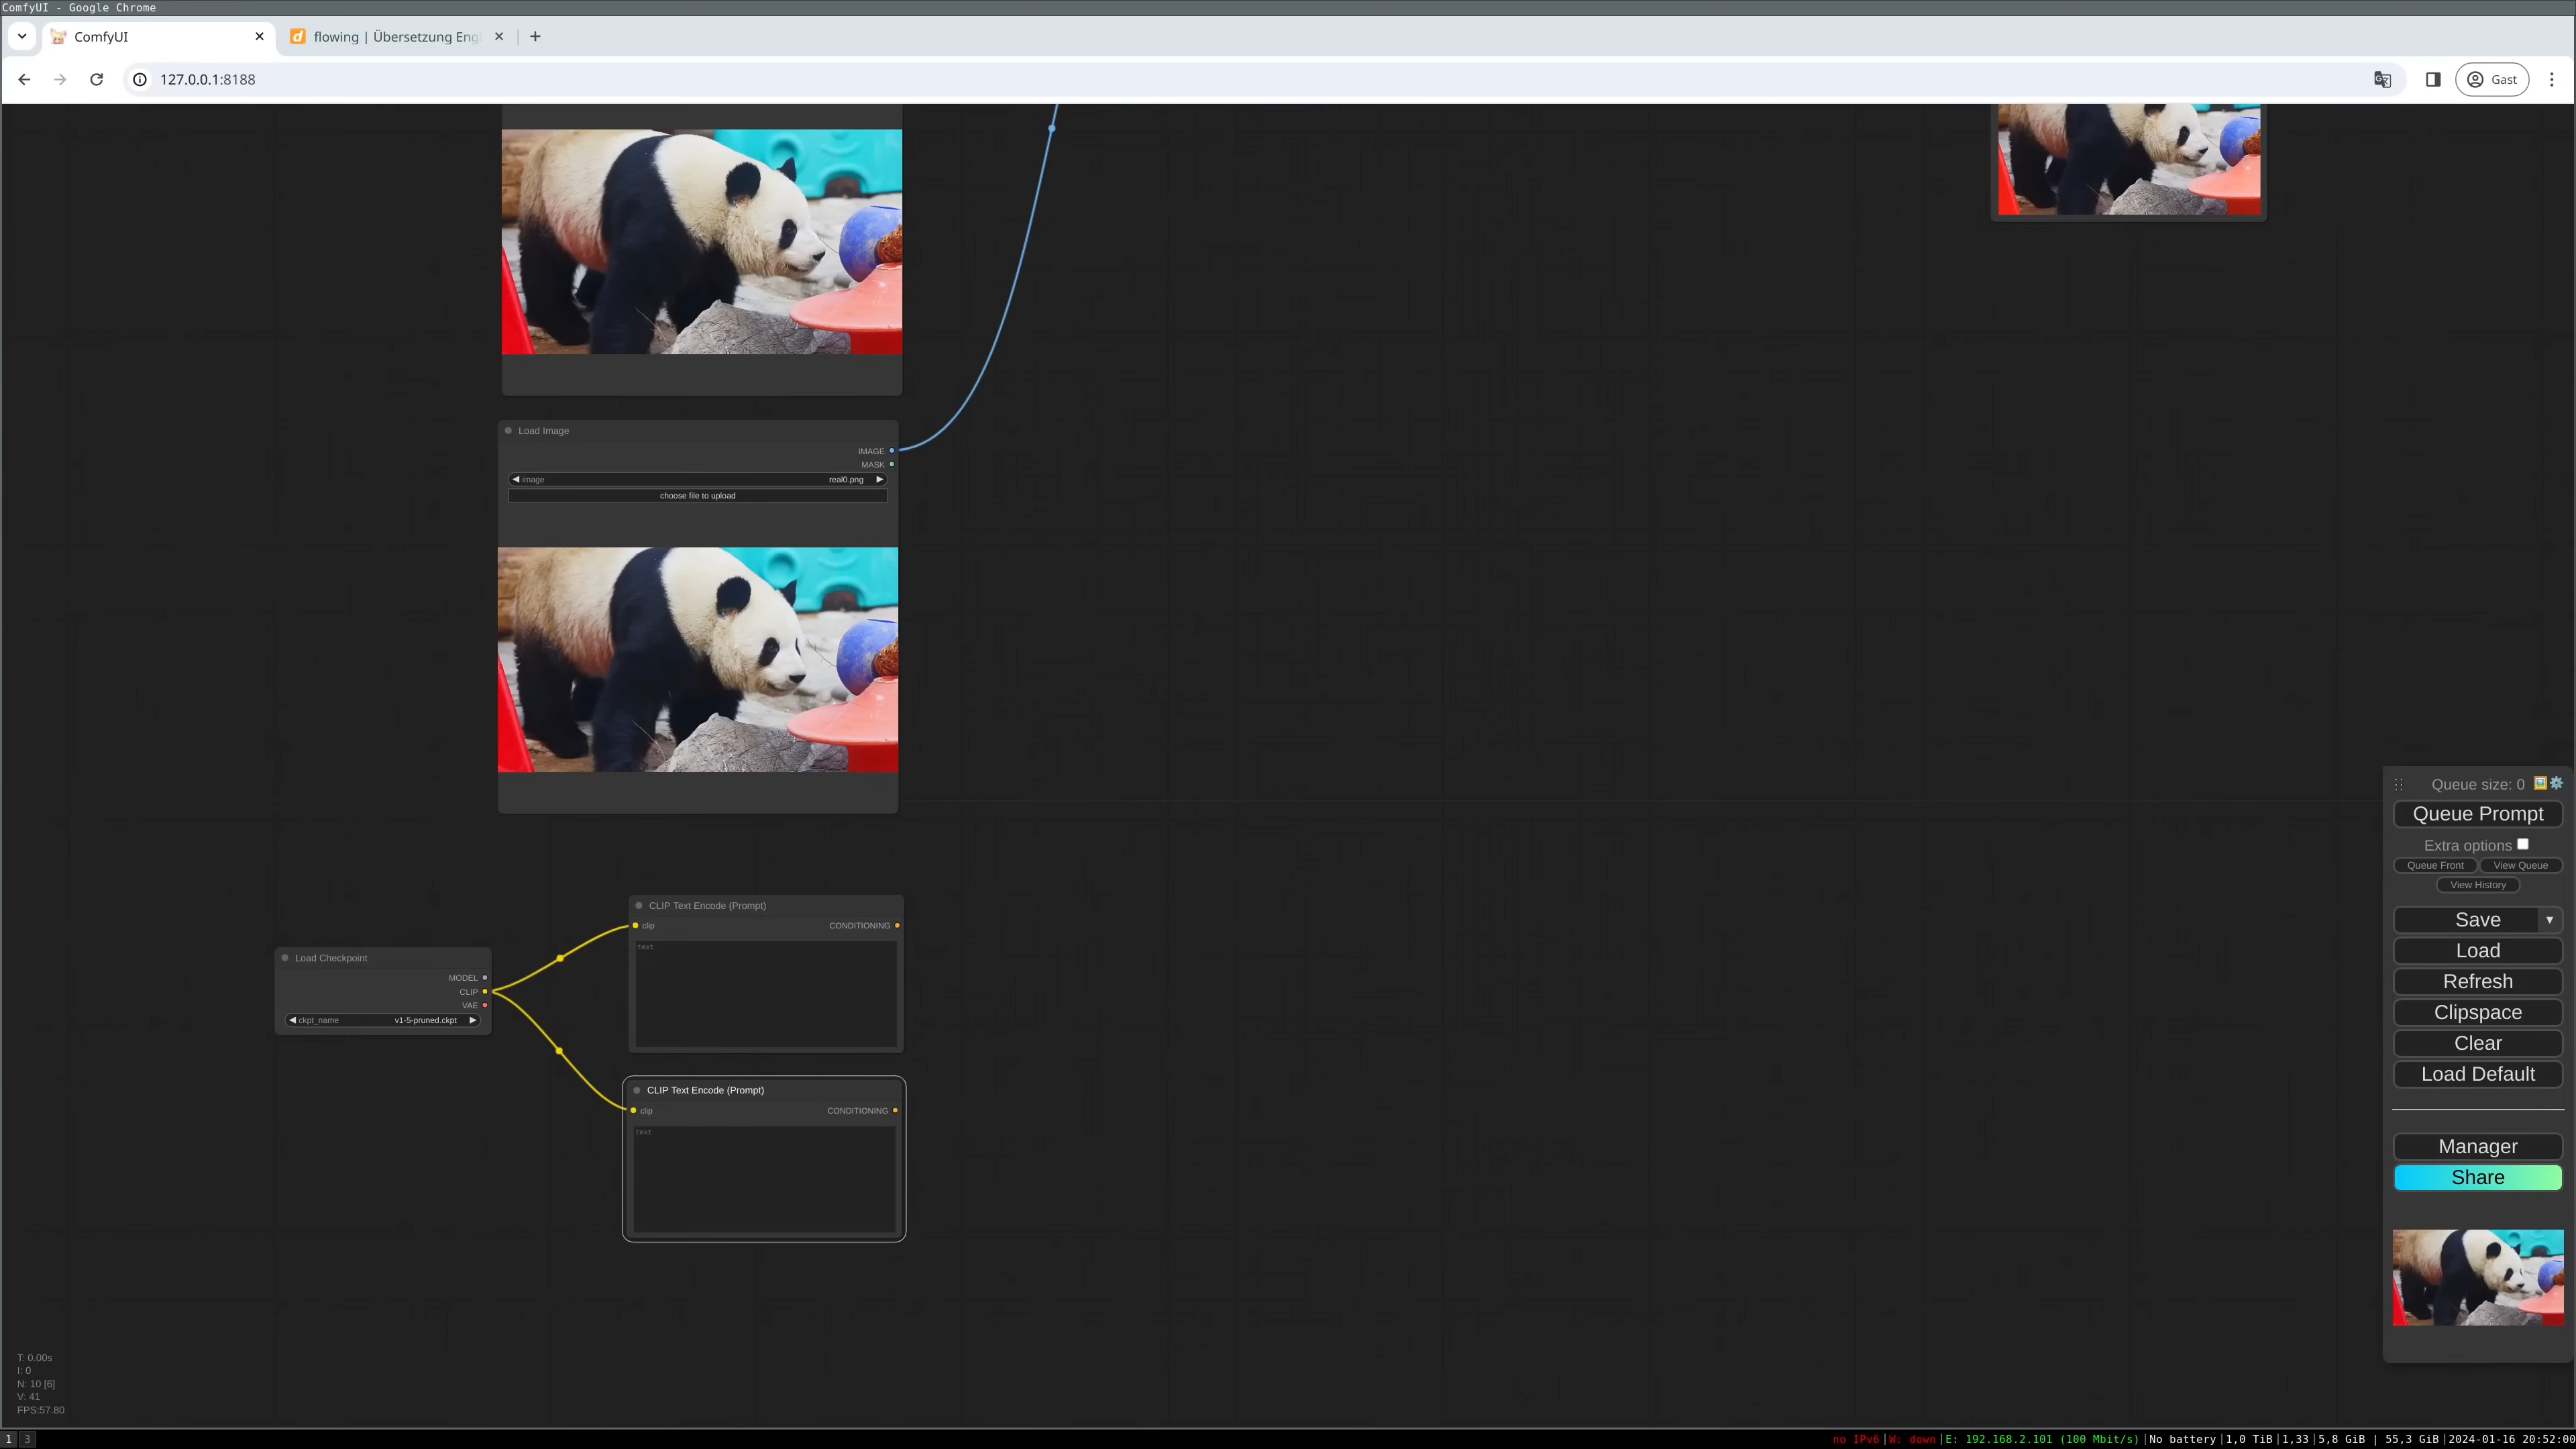 ComfyUI - Google Chrome
ComfyUI
flowing | Übersetzung Eng
127.0.0.1:8188
Gast
Load Image
IMAGE
MASK
image real0.png
choose file to upload
Load Checkpoint
MODEL
CLIP
VAE
ckpt_name v1-5-pruned.ckpt
CLIP Text Encode (Prompt)
clip CONDITIONING
text
CLIP Text Encode (Prompt)
clip CONDITIONING
text
Queue size: 0
Queue Prompt
Extra options
Queue Front View Queue
View History
Save
Load
Refresh
Clipspace
Clear
Load Default
Manager
Share
T: 0.00s
I: 0
N: 10 [6]
V: 41
FPS:57.80
1 3
no IPv6|W: down|E: 192.168.2.101 (100 Mbit/s)|No battery|1,0 TiB|1,33|5,8 GiB | 55,3 GiB|2024-01-16 20:52:00